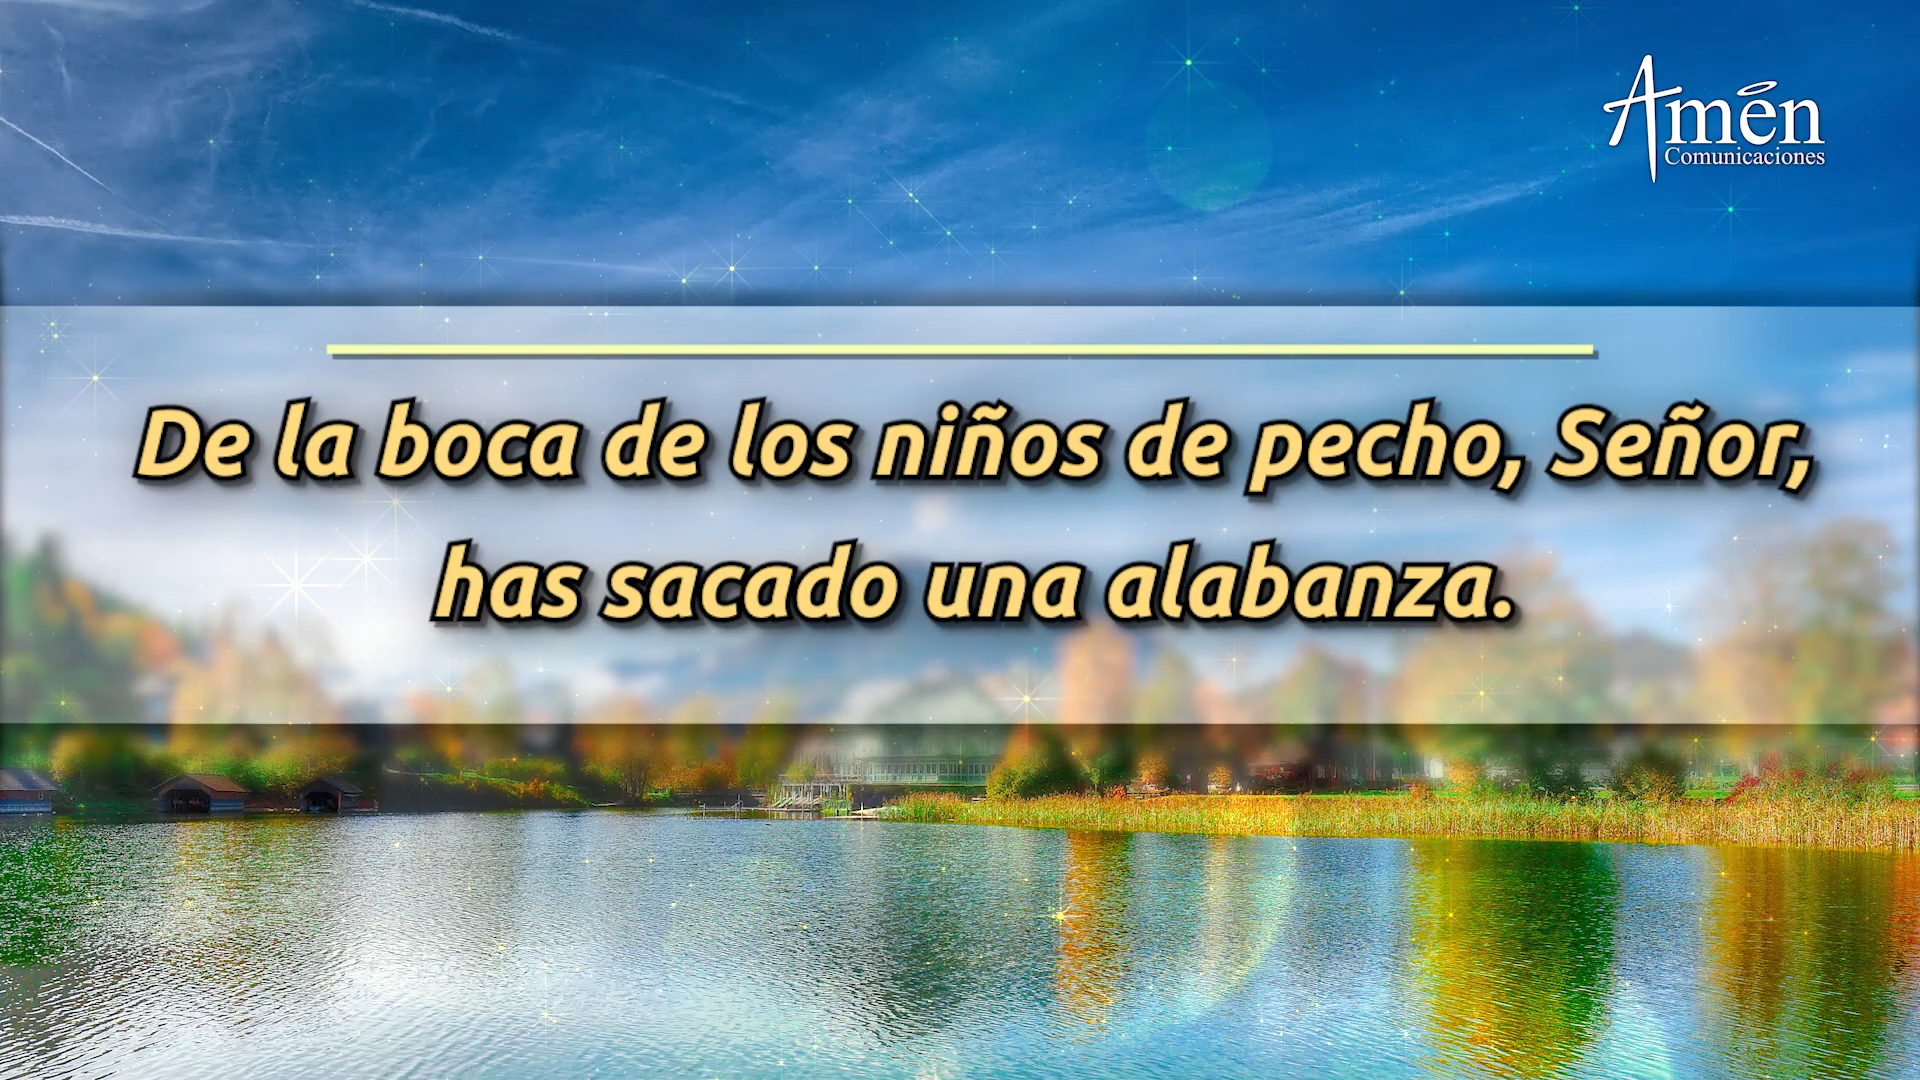 Amén
Comunicaciones
De la boca de los niños de pecho, Señor,
has sacado una alabanza.